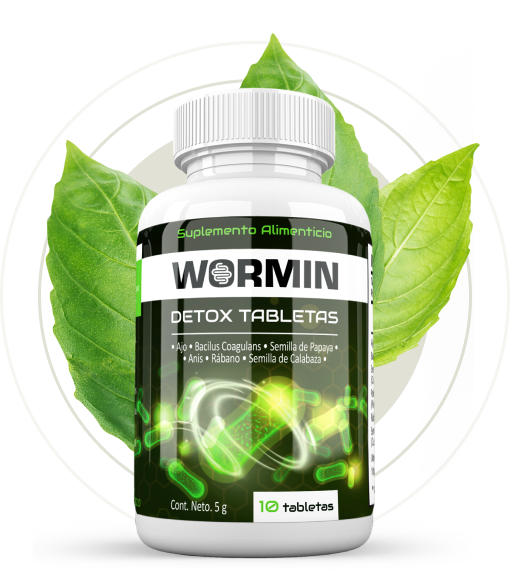 Suplemento Alimenticio
WORMIN
DETOX TABLETAS
• Ajo • Bacilus Coagulans • Semilla de Papaya •
• Anis • Rábano • Semilla de Calabaza •
Cont. Neto. 5 g
10 tabletas